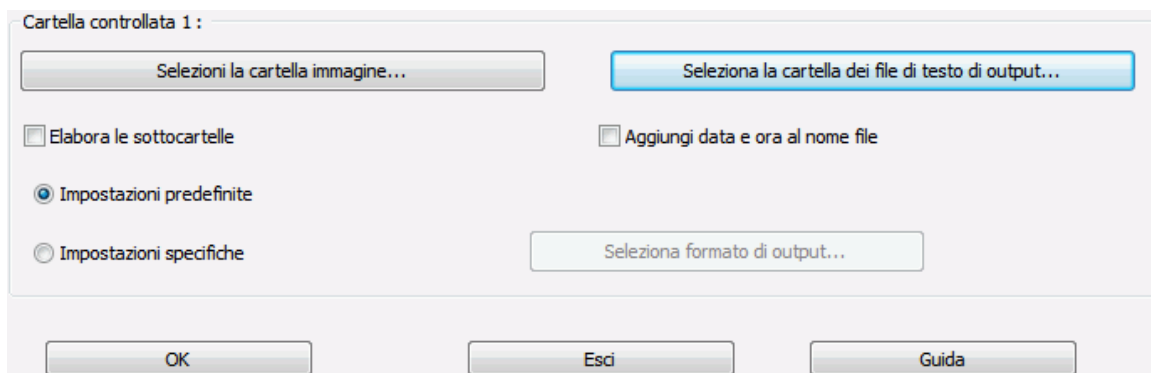 Cartella controllata 1 :
Selezioni la cartella immagine... Seleziona la cartella dei file di testo di output...
Elabora le sottocartelle Aggiungi data e ora al nome file
Impostazioni predefinite
Impostazioni specifiche Seleziona formato di output...
OK Esci Guida